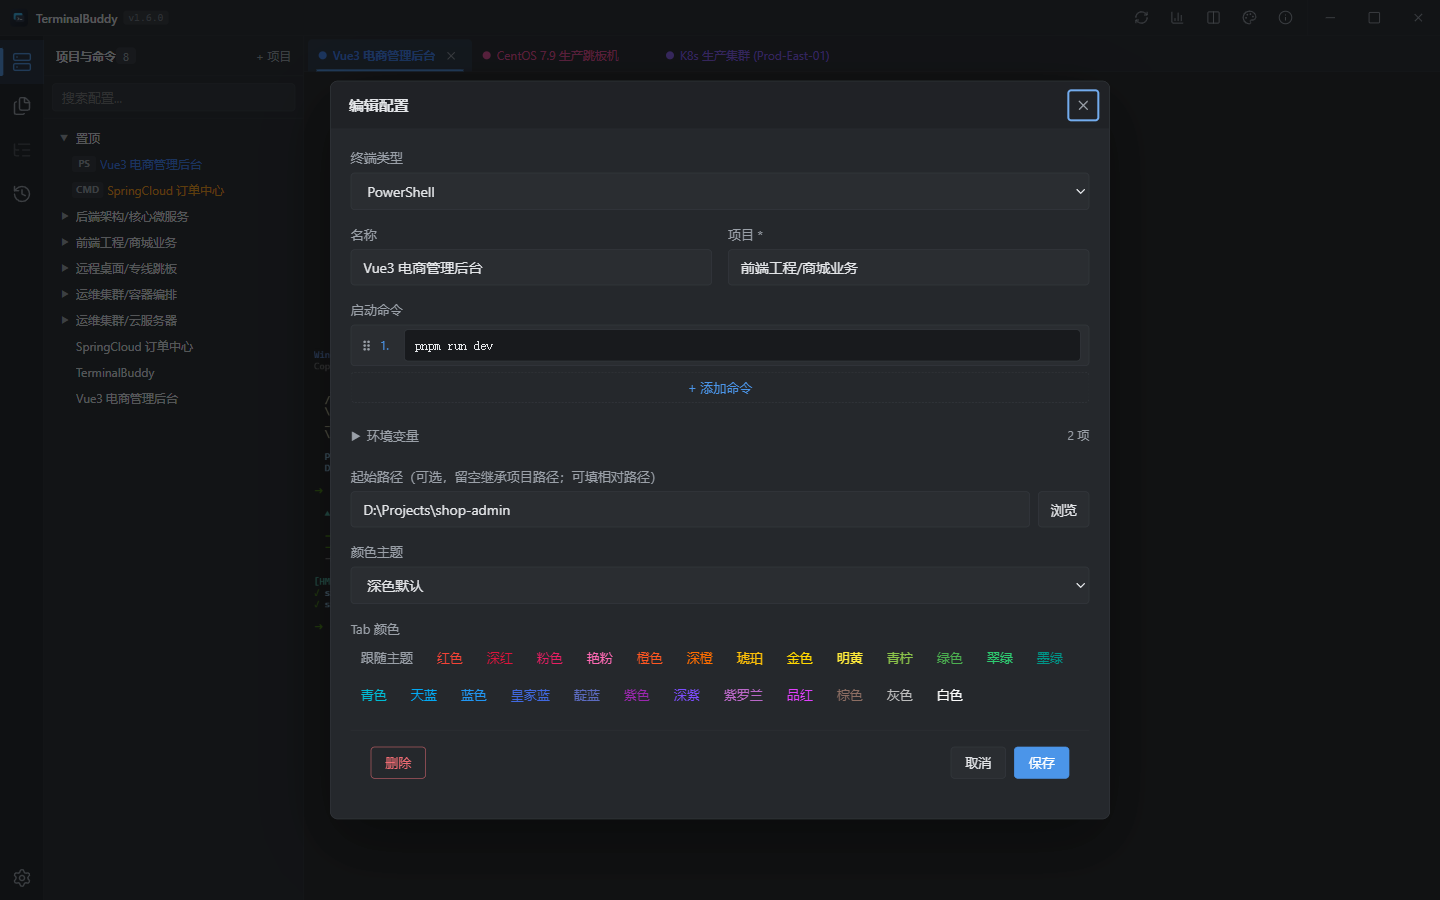 TerminalBuddy v1.6.0
项目与命令 8 + 项目
搜索配置...
置顶
PS Vue3 电商管理后台
CMD SpringCloud 订单中心
后端架构/核心微服务
前端工程/商城业务
远程桌面/专线跳板
运维集群/容器编排
运维集群/云服务器
SpringCloud 订单中心
TerminalBuddy
Vue3 电商管理后台
Vue3 电商管理后台
CentOS 7.9 生产跳板机
K8s 生产集群 (Prod-East-01)
Win
Cop
P
D
[HM
/ s
/ s
编辑配置
终端类型
PowerShell
名称
项目 *
Vue3 电商管理后台
前端工程/商城业务
启动命令
1. pnpm run dev
+ 添加命令
环境变量 2 项
起始路径（可选，留空继承项目路径；可填相对路径）
D:\Projects\shop-admin
浏览
颜色主题
深色默认
Tab 颜色
跟随主题 红色 深红 粉色 艳粉 橙色 深橙 琥珀 金色 明黄 青柠 绿色 翠绿 墨绿
青色 天蓝 蓝色 皇家蓝 靛蓝 紫色 深紫 紫罗兰 品红 棕色 灰色 白色
删除 取消 保存